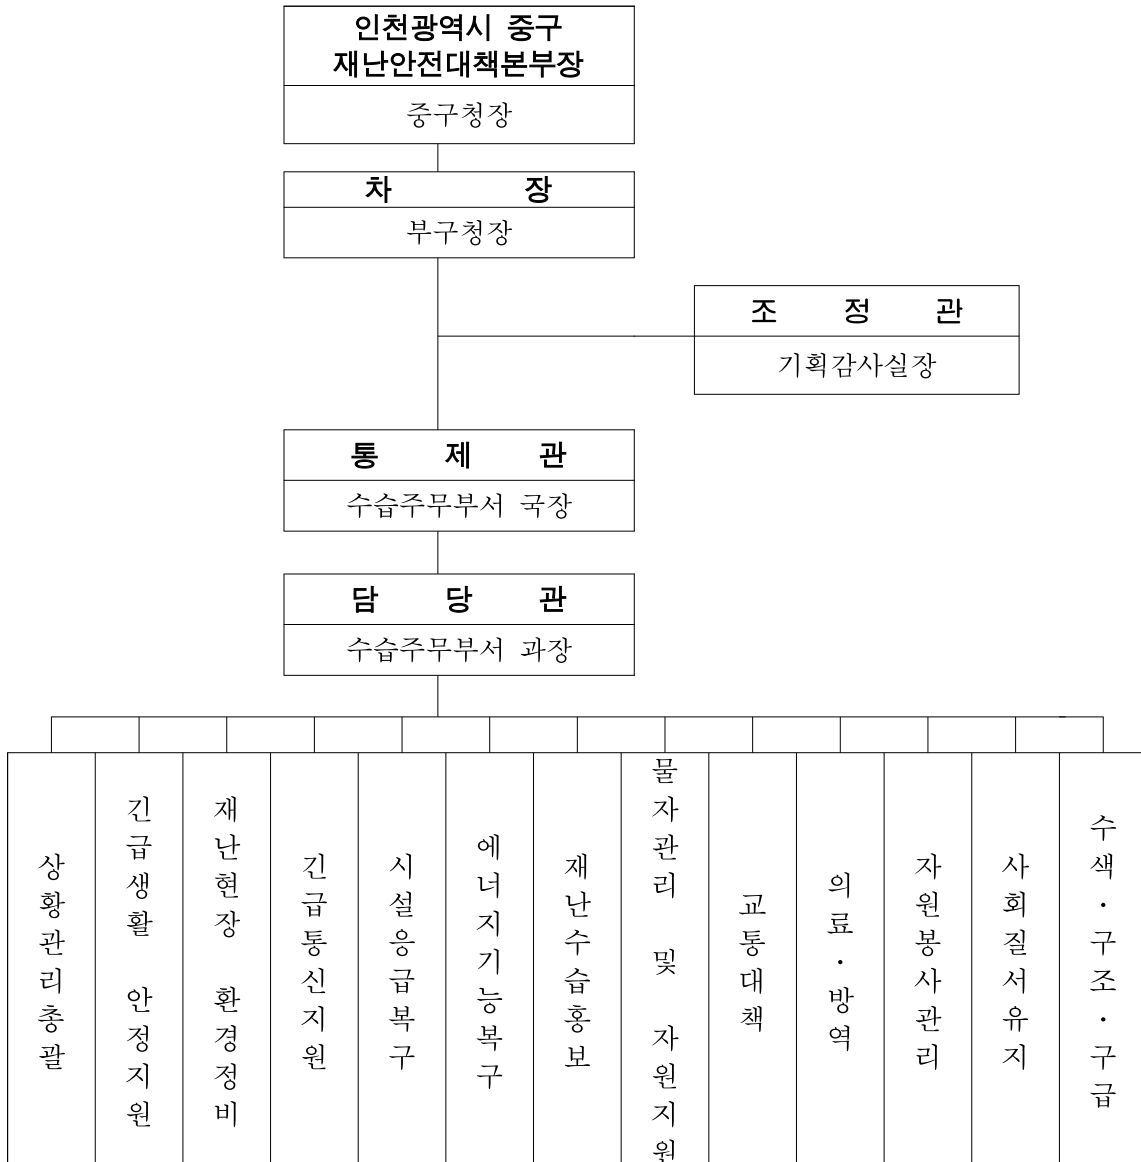 인천광역시 중구
재난안전대책본부장
중구청장
차 장
부구청장
조 정 관
기획감사실장
통 제 관
수습주무부서 국장
담 당 관
수습주무부서 과장
상황관리총괄
긴급생활 안정지원
재난현장 환경정비
긴급통신지원
시설응급복구
에너지기능복구
재난수습홍보
물자관리 및 자원지원
교통대책
의료·방역
자원봉사관리
사회질서유지
수색·구조·구급